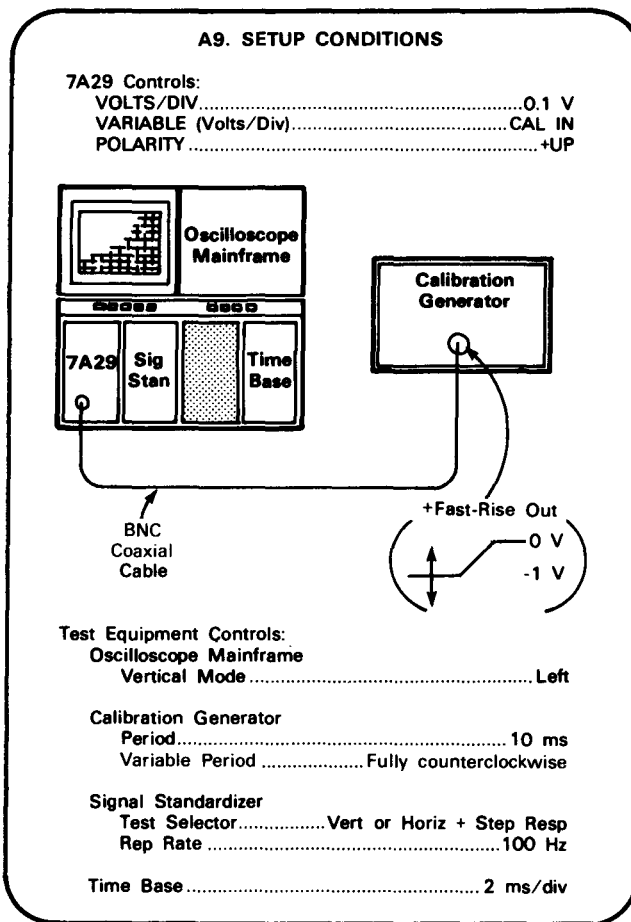 A9. SETUP CONDITIONS
7A29 Controls:
VOLTS/DIV..............................................0.1 V
VARIABLE (Volts/Div)................................CAL IN
POLARITY ..................................................+UP
Oscilloscope
Mainframe
Calibration
Generator
7A29
Sig
Stan
Time
Base
+Fast-Rise Out
0 V
-1 V
BNC
Coaxial
Cable
Test Equipment Controls:
Oscilloscope Mainframe
Vertical Mode ................................................Left
Calibration Generator
Period........................................................10 ms
Variable Period ....................Fully counterclockwise
Signal Standardizer
Test Selector................Vert or Horiz + Step Resp
Rep Rate ....................................................100 Hz
Time Base ..................................................2 ms/div